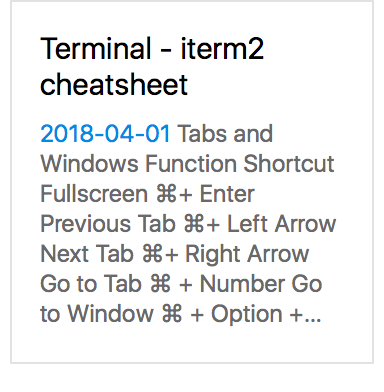 Terminal - iterm2
cheatsheet
2018-04-01 Tabs and
Windows Function Shortcut
Fullscreen ⌘+ Enter
Previous Tab ⌘+ Left Arrow
Next Tab ⌘+ Right Arrow
Go to Tab ⌘ + Number Go
to Window ⌘ + Option +...